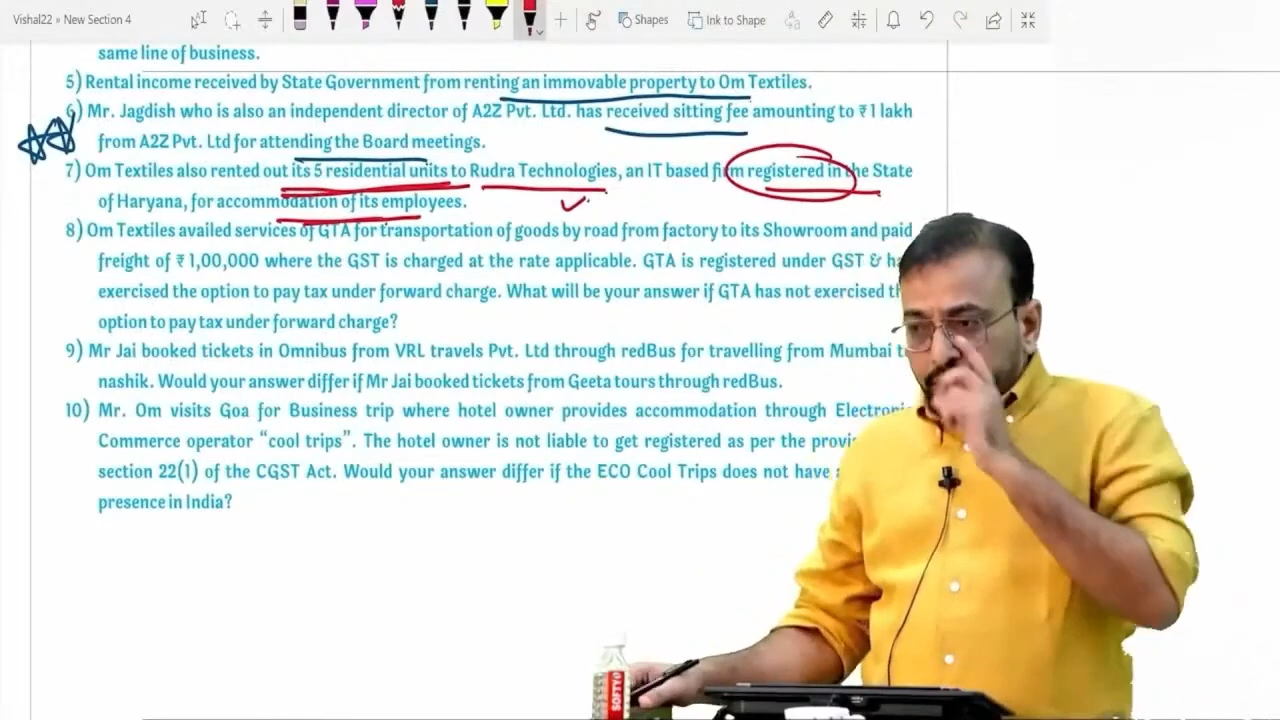 Vishal22 » New Section 4
Shapes
Ink to Shape
same line of business.
5) Rental income received by State Government from renting an immovable property to Om Textiles.
6) Mr. Jagdish who is also an independent director of A2Z Pvt. Ltd. has received sitting fee amounting to ₹1 lakh
from A2Z Pvt. Ltd for attending the Board meetings.
7) Om Textiles also rented out its 5 residential units to Rudra Technologies, an IT based firm registered in the State
of Haryana, for accommodation of its employees.
8) Om Textiles availed services of GTA for transportation of goods by road from factory to its Showroom and paid
freight of ₹ 1,00,000 where the GST is charged at the rate applicable. GTA is registered under GST &
exercised the option to pay tax under forward charge. What will be your answer if GTA has not exercised
option to pay tax under forward charge?
9) Mr Jai booked tickets in Omnibus from VRL travels Pvt. Ltd through redBus for travelling from Mumbai
nashik. Would your answer differ if Mr Jai booked tickets from Geeta tours through redBus.
10) Mr. Om visits Goa for Business trip where hotel owner provides accommodation through
Commerce operator “cool trips”. The hotel owner is not liable to get registered as per the
section 22(1) of the CGST Act. Would your answer differ if the ECO Cool Trips does not have
presence in India?
SOFTY